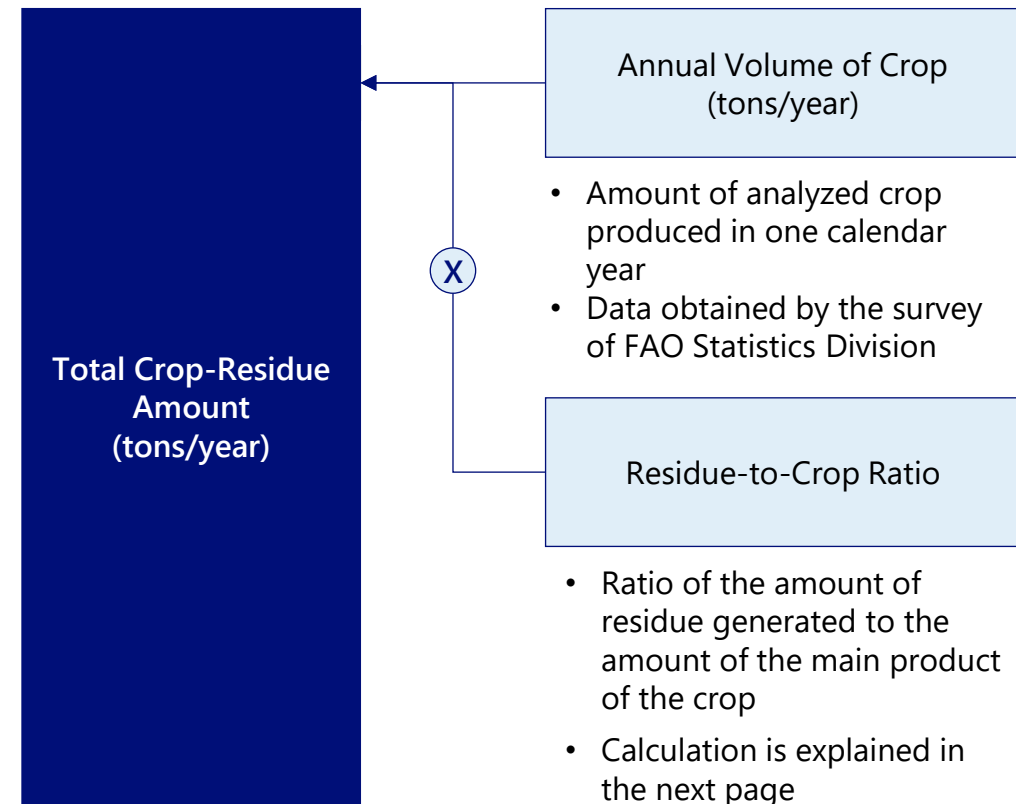 Total Crop-Residue
Amount
(tons/year)
X
Annual Volume of Crop
(tons/year)
• Amount of analyzed crop
produced in one calendar
year
• Data obtained by the survey
of FAO Statistics Division
Residue-to-Crop Ratio
• Ratio of the amount of
residue generated to the
amount of the main product
of the crop
• Calculation is explained in
the next page